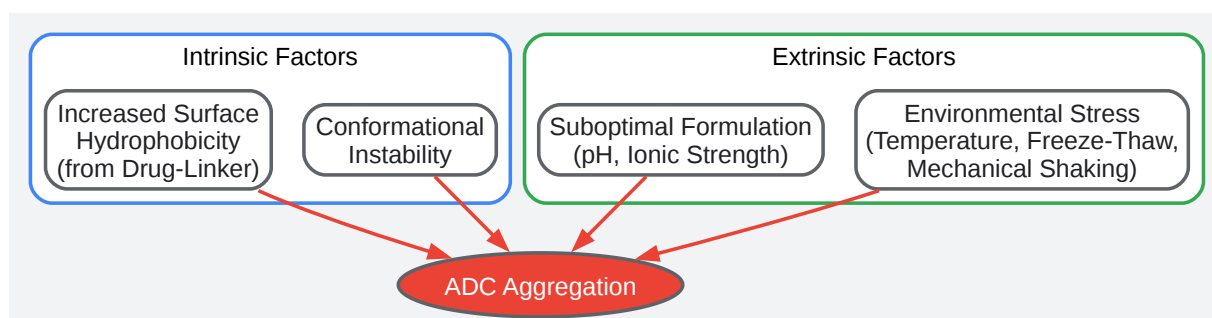 Intrinsic Factors
Increased Surface
Hydrophobicity
(from Drug-Linker)
Conformational
Instability
Extrinsic Factors
Suboptimal Formulation
(pH, Ionic Strength)
Environmental Stress
(Temperature, Freeze-Thaw,
Mechanical Shaking)
ADC Aggregation